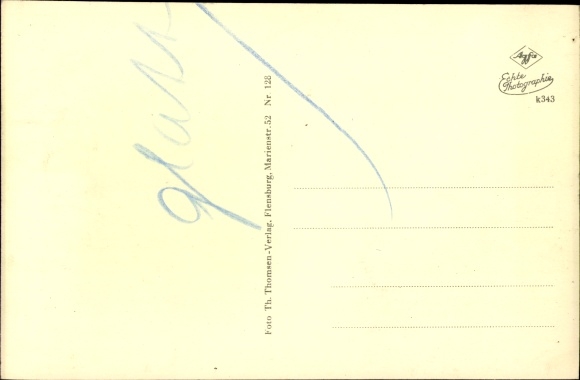 Agfa
Echte
Photographie
k343
Foto Th. Thomsen-Verlag, Flensburg, Marienstr. 52 Nr 128